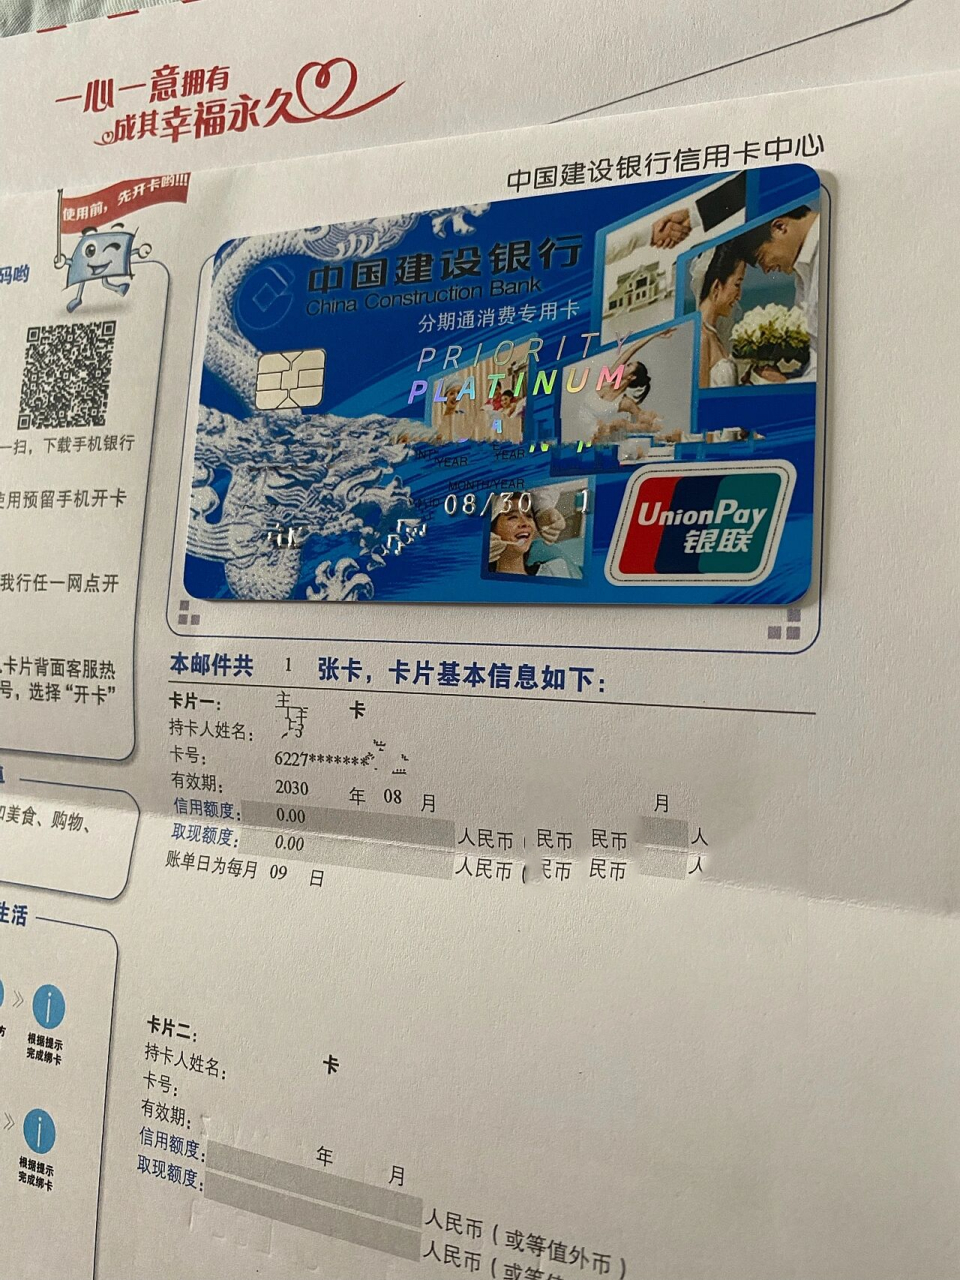 一心一意拥有
成其幸福永久
中国建设银行信用卡中心
使用前，先开卡哟!!!
码哟
一扫，下载手机银行
使用预留手机开卡
我行任一网点开
卡片背面客服热
号，选择“开卡”
中国建设银行
China Construction Bank
分期通消费专用卡
PRIORITY
PLATINUM
YEAR YEAR
MONTH/YEAR
08/30 1
UnionPay
银联
本邮件共 1 张卡，卡片基本信息如下：
卡片一： 主 卡
持卡人姓名：
卡号： 6227*******
有效期： 2030 年 08 月 月
信用额度： 0.00 人民币 民币 民币 人
取现额度： 0.00 人民币 ( 民币 民币 人
账单日为每月 09 日
美食、购物、
生活
根据提示
完成绑卡
根据提示
完成绑卡
卡片二： 卡
持卡人姓名：
卡号：
有效期： 年 月
信用额度： 人民币 ( 或等值外币 )
取现额度： 人民币 ( 或等值